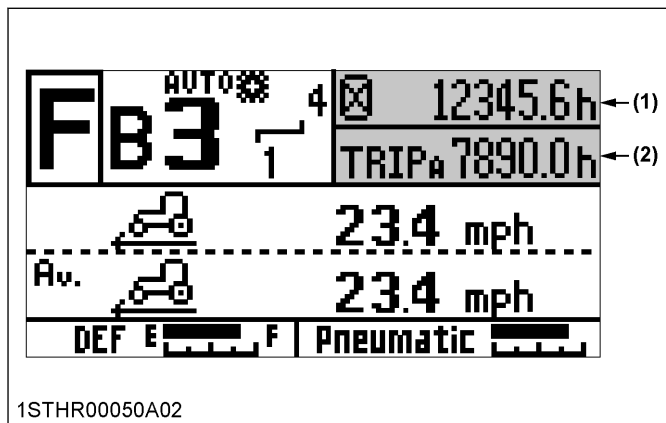 AUTO
F B3 1 4
12345.6h (1)
TRIPA 7890.0h (2)
23.4 mph
Av. 23.4 mph
DEF E F Pneumatic
1STHR00050A02